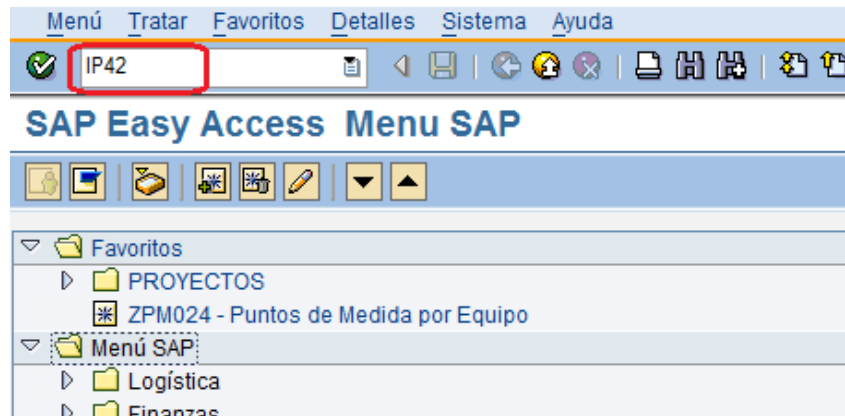 Menú Tratar Favoritos Detalles Sistema Ayuda
IP42
SAP Easy Access Menu SAP
Favoritos
PROYECTOS
ZPM024 - Puntos de Medida por Equipo
Menú SAP
Logística
Finanzas